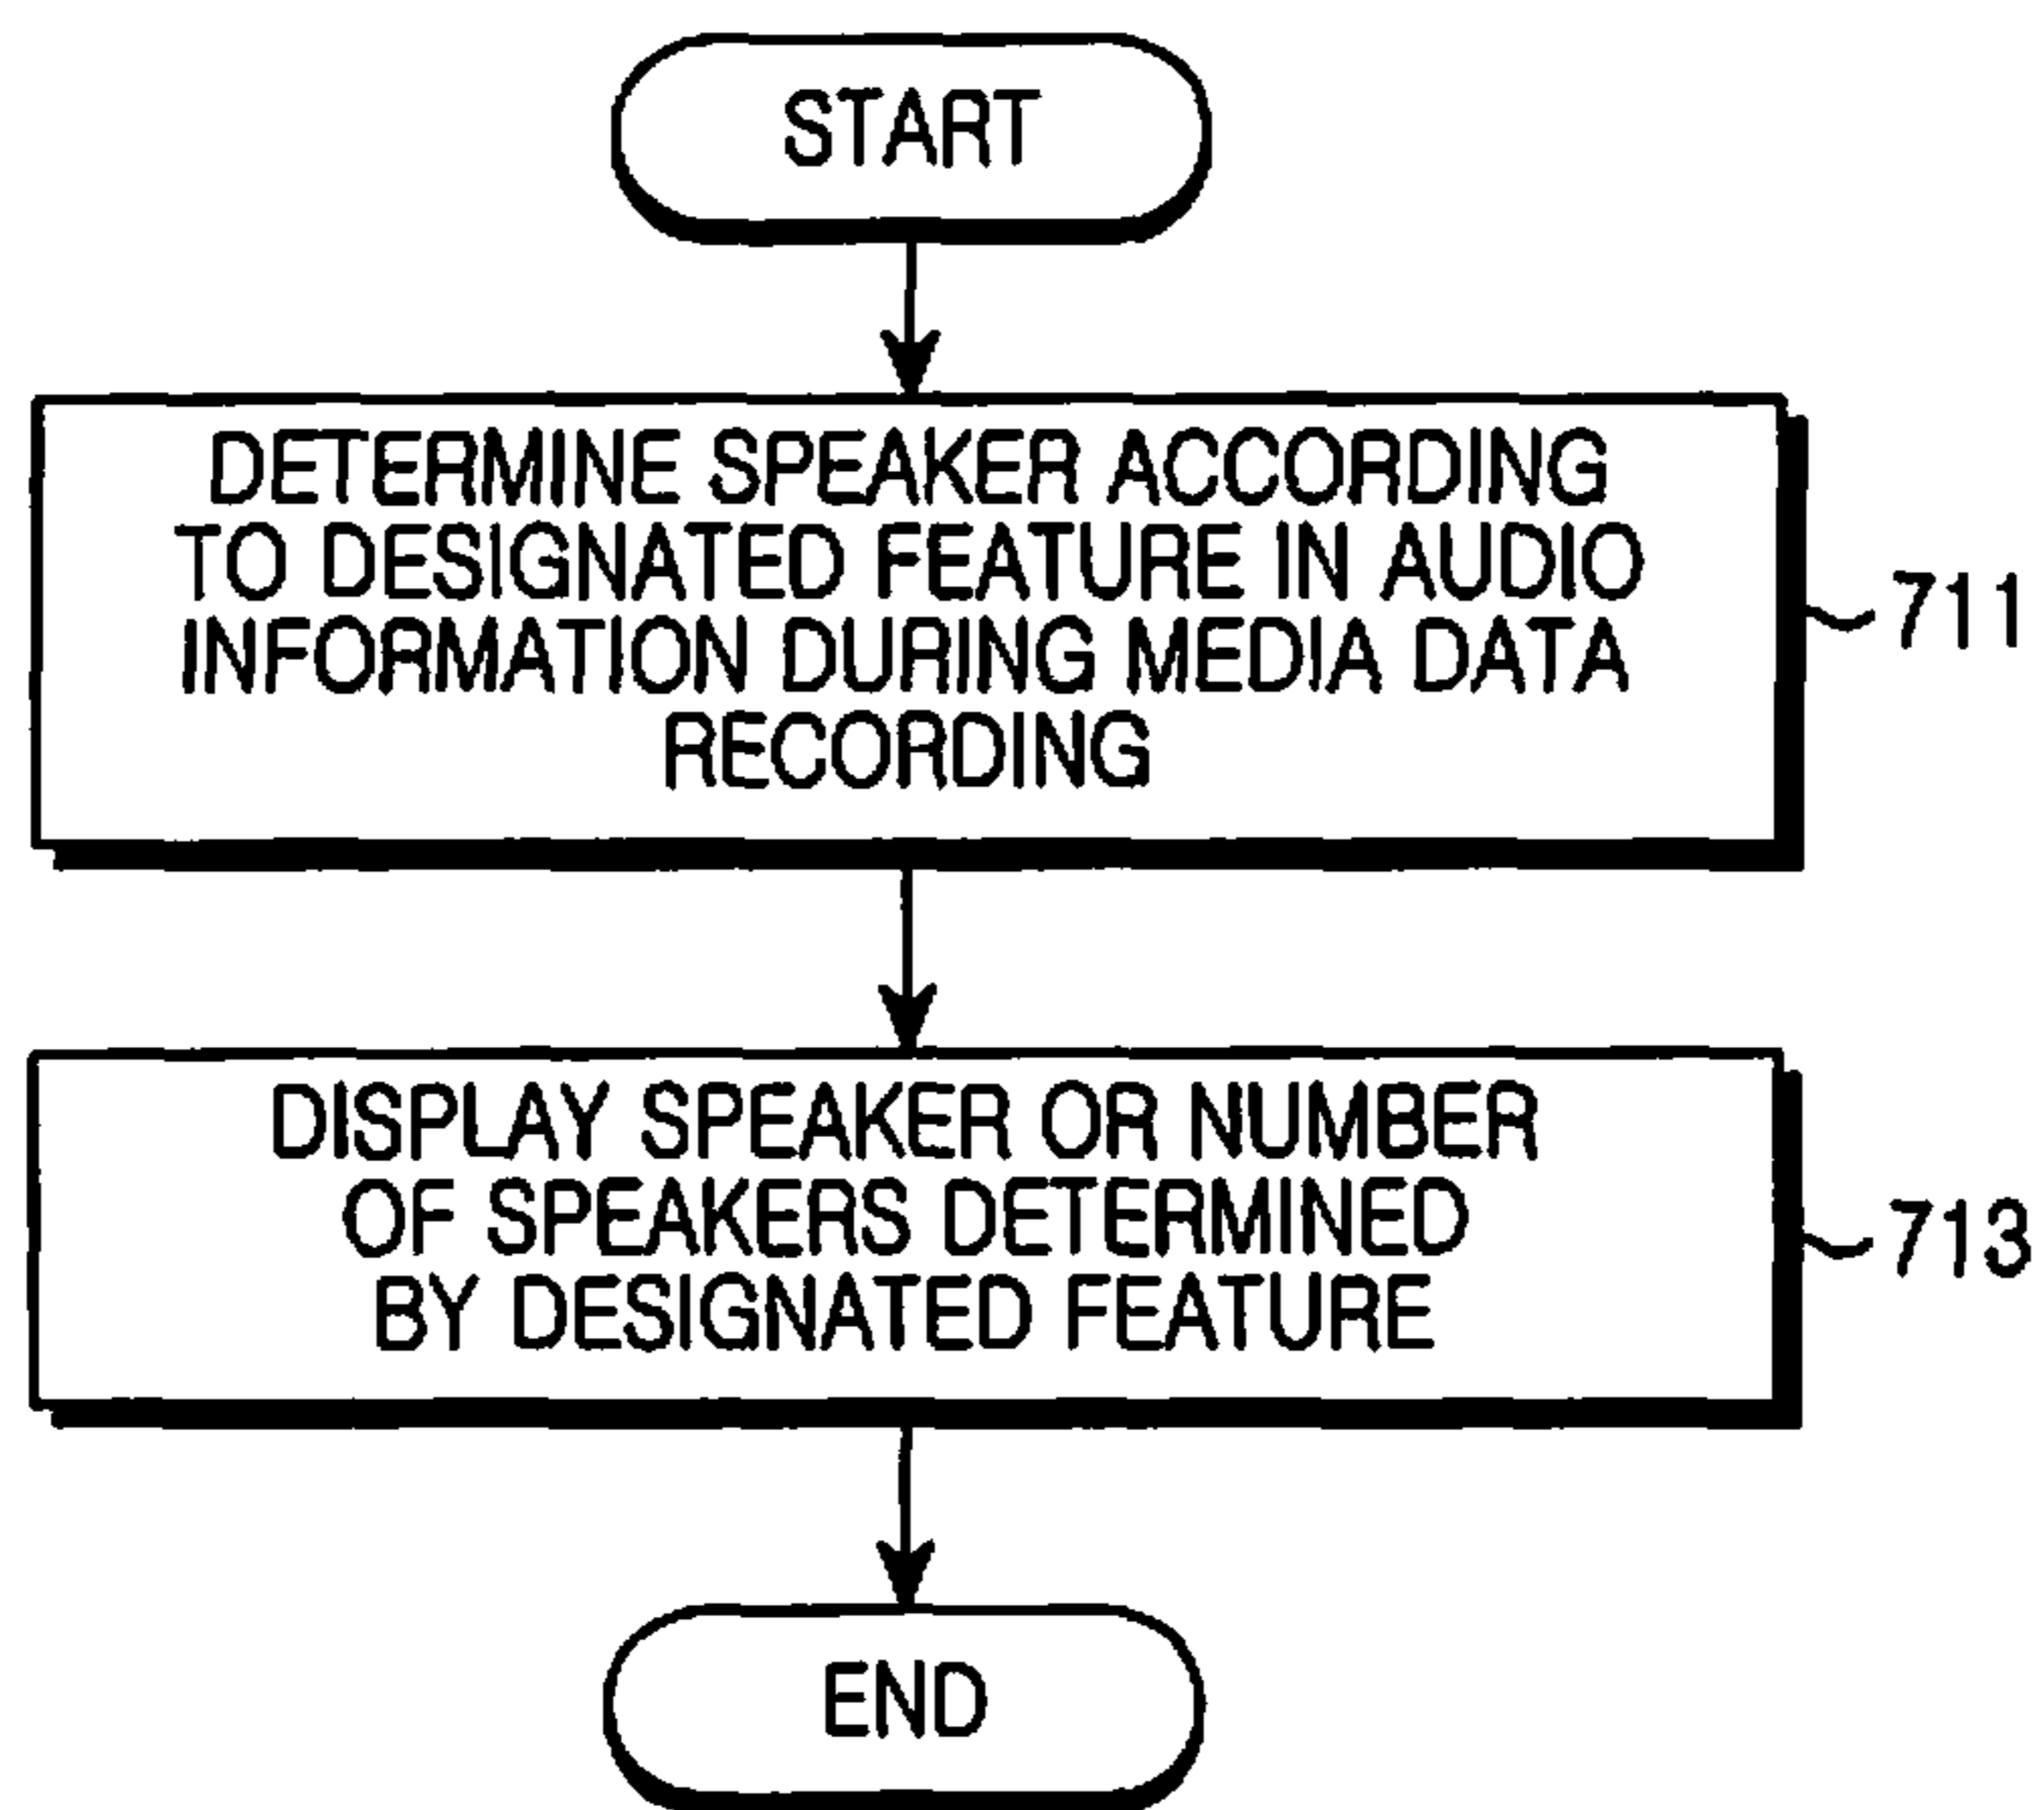 START
DETERMINE SPEAKER ACCORDING
TO DESIGNATED FEATURE IN AUDIO
INFORMATION DURING MEDIA DATA
RECORDING
711
DISPLAY SPEAKER OR NUMBER
OF SPEAKERS DETERMINED
BY DESIGNATED FEATURE
713
END